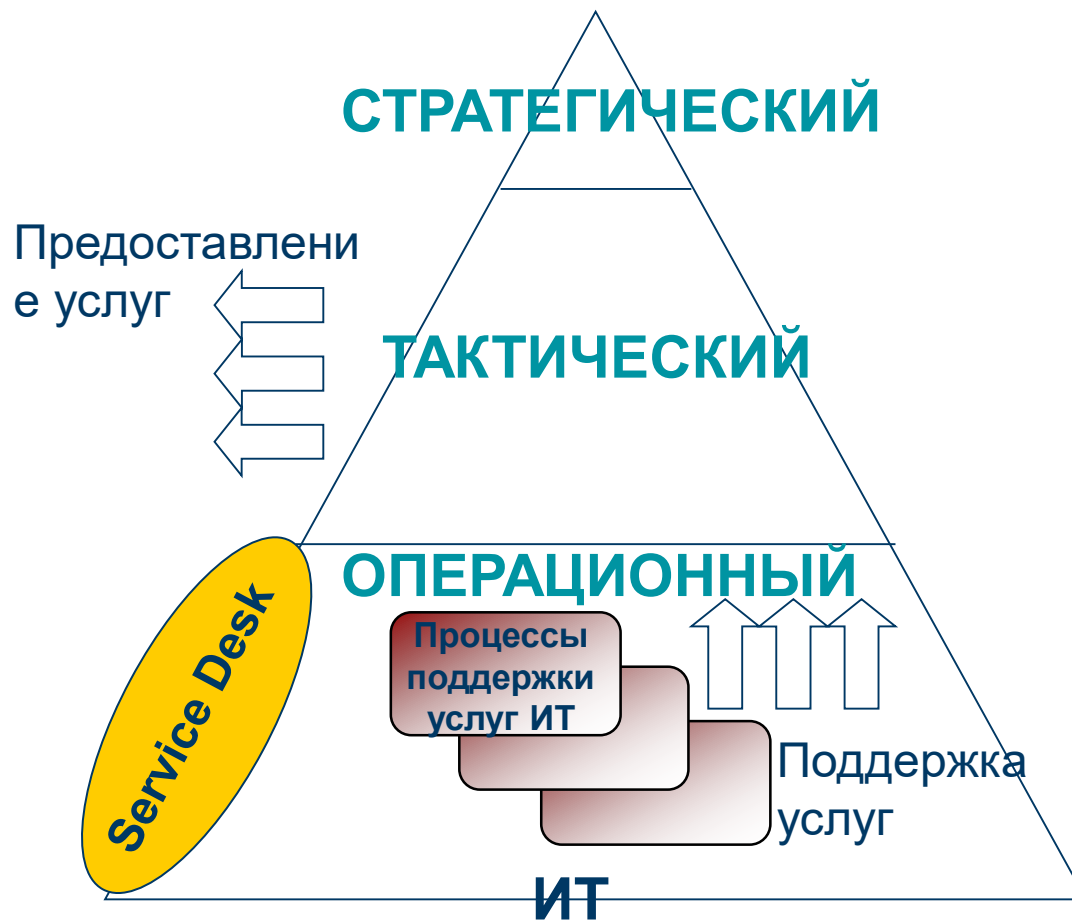 СТРАТЕГИЧЕСКИЙ
Предоставлени
е услуг
ТАКТИЧЕСКИЙ
ОПЕРАЦИОННЫЙ
Service Desk
Процессы
поддержки
услуг ИТ
Поддержка
услуг
ИТ